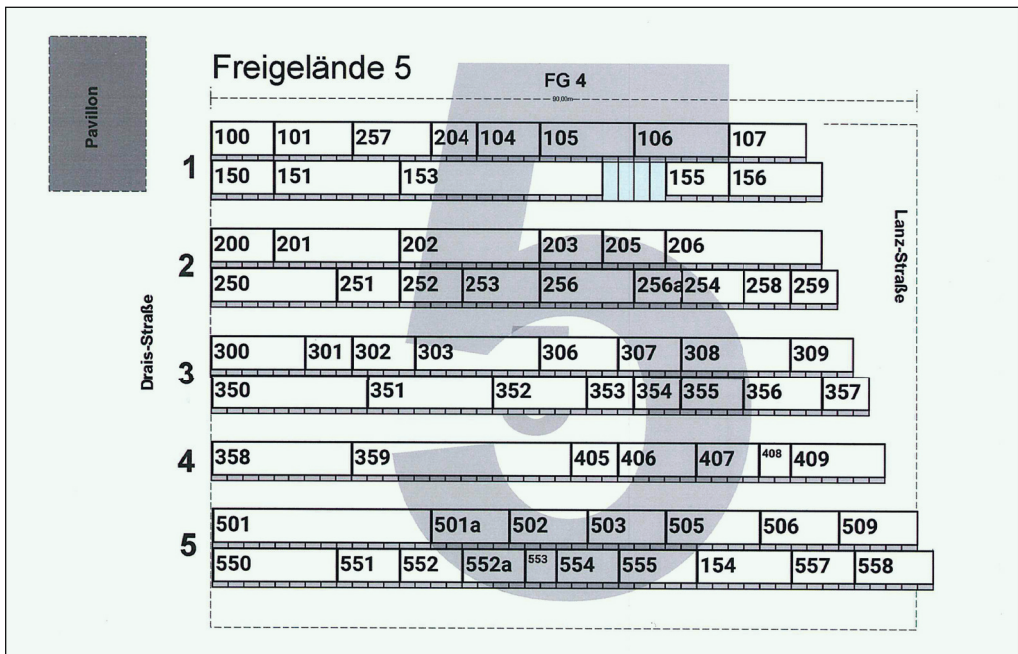 Pavillon
Freigelände 5
FG 4
90,00m
5
1
100 101 257 204 104 105 106 107
150 151 153 155 156
2
200 201 202 203 205 206
250 251 252 253 256 256a 254 258 259
Drais-Straße
Lanz-Straße
3
300 301 302 303 306 307 308 309
350 351 352 353 354 355 356 357
4
358 359 405 406 407 408 409
5
501 501a 502 503 505 506 509
550 551 552 552a 553 554 555 154 557 558